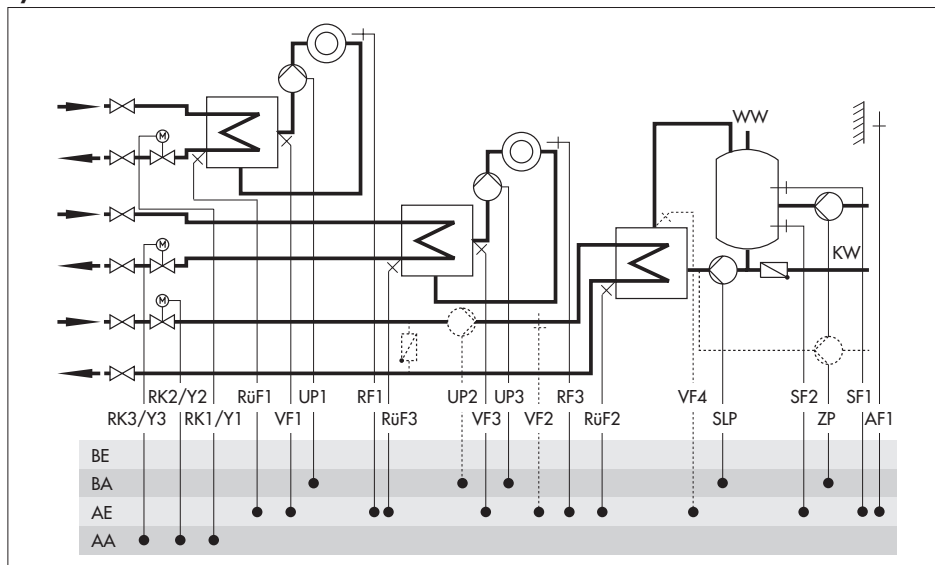 WW
M
M
KW
M
RK2/Y2 RüF1 UP1 RF1 UP2 UP3 RF3 RüF2 VF4 SF2 SF1
RK3/Y3 RK1/Y1 VF1 RüF3 VF3 VF2 SLP ZP AF1
BE
BA
AE
AA